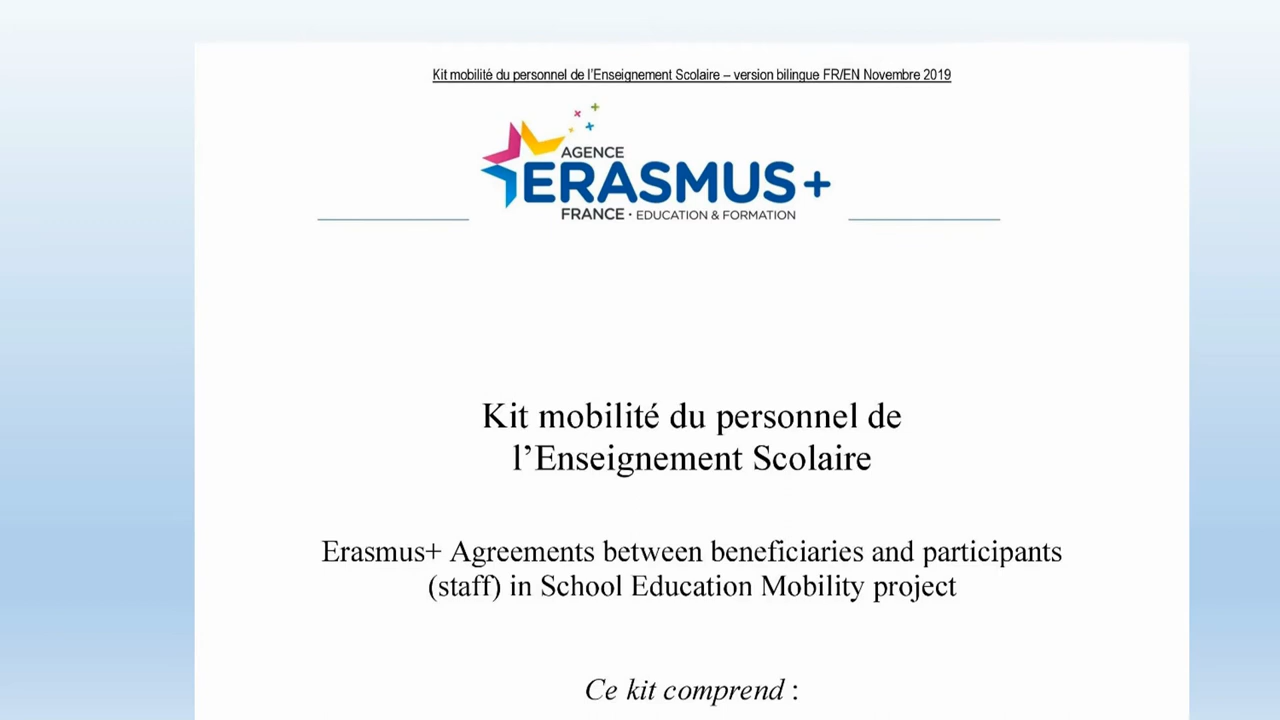 Kit mobilité du personnel de l’Enseignement Scolaire – version bilingue FR/EN Novembre 2019
AGENCE
ERASMUS+
FRANCE · EDUCATION & FORMATION
Kit mobilité du personnel de
l’Enseignement Scolaire
Erasmus+ Agreements between beneficiaries and participants
(staff) in School Education Mobility project
Ce kit comprend :